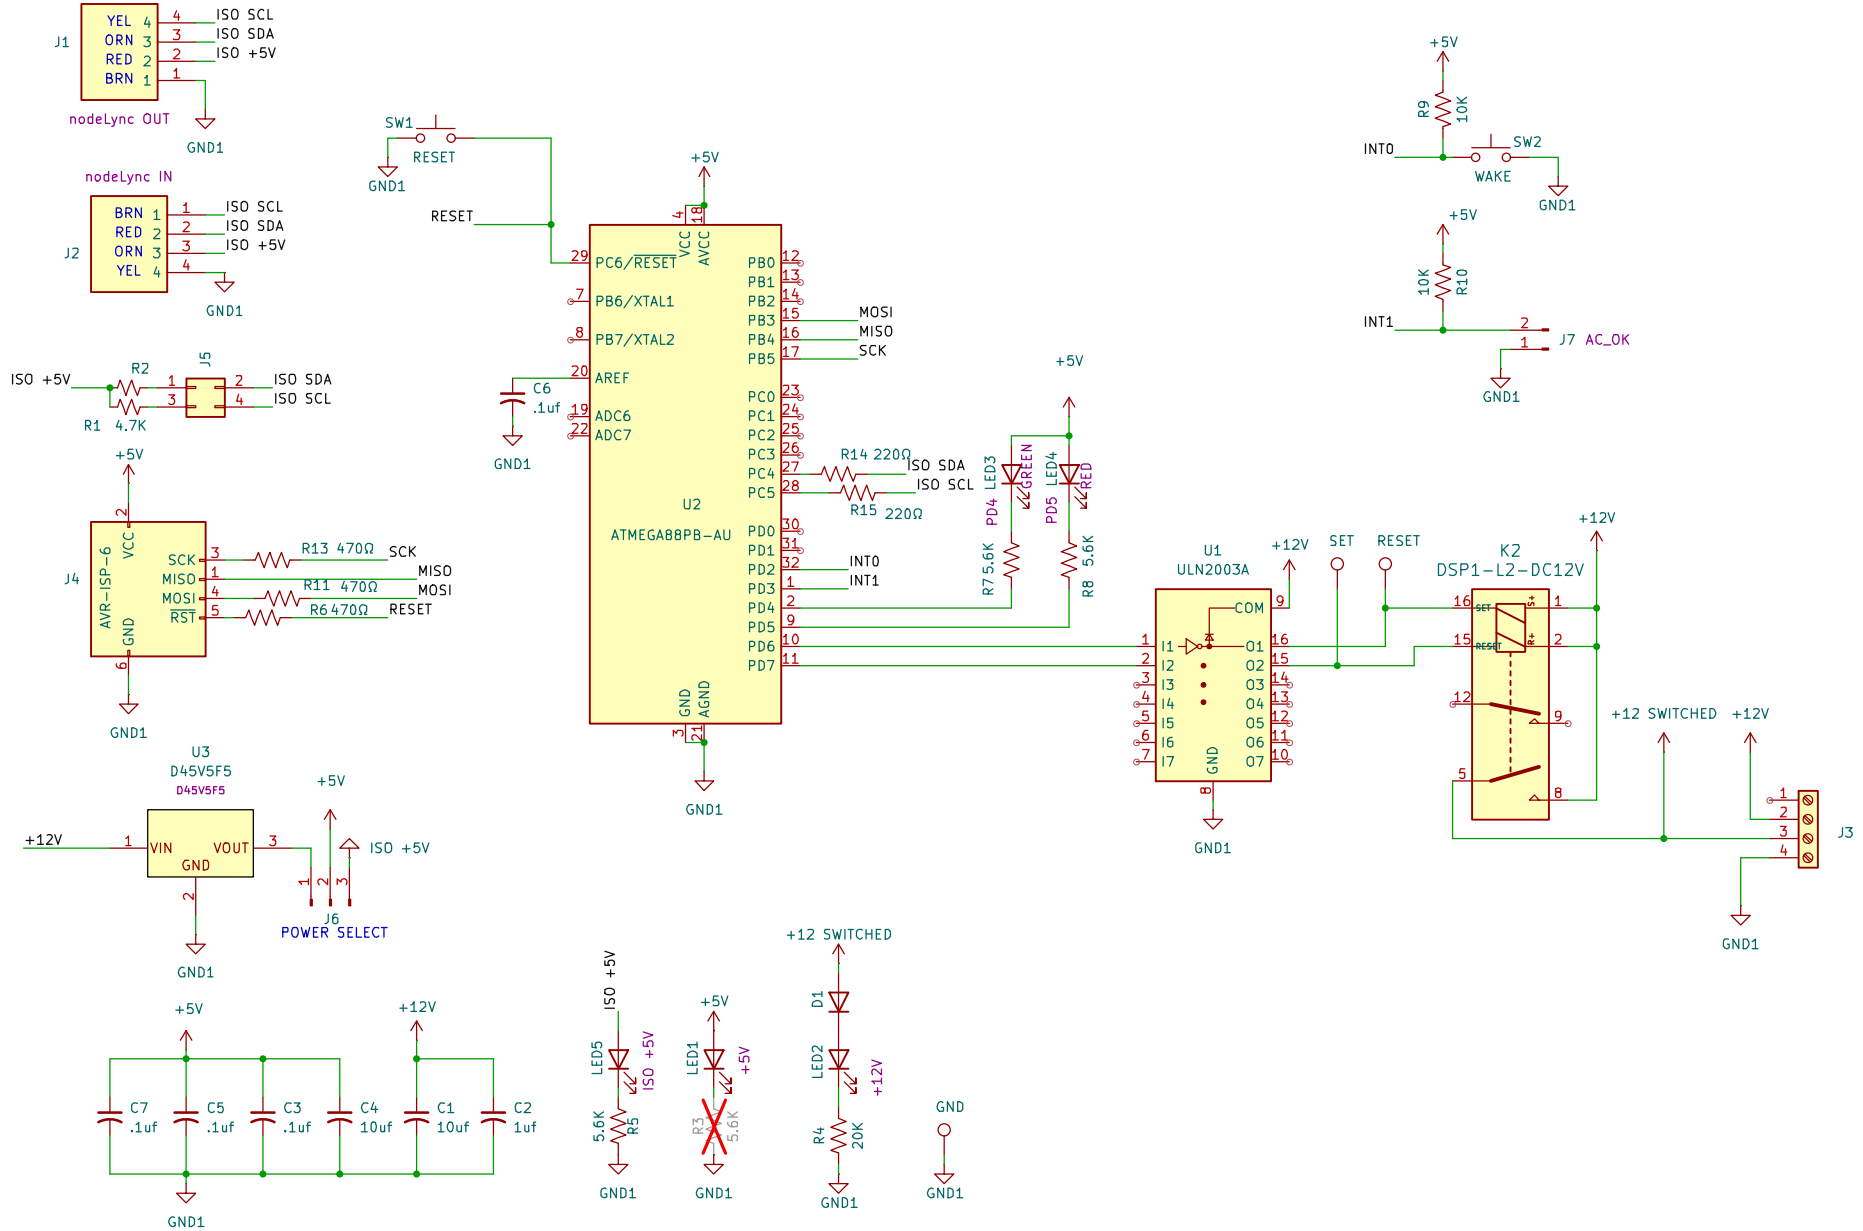 J1
YEL 4 4 ISO SCL
ORN 3 3 ISO SDA
RED 2 2 ISO +5V
BRN 1 1
nodeLync OUT
GND1
nodeLync IN
J2
BRN 1 1 ISO SCL
RED 2 2 ISO SDA
ORN 3 3 ISO +5V
YEL 4 4
GND1
J5
ISO +5V R2 1 2 ISO SDA
R1 4.7K 3 4 ISO SCL
+5V
J4
AVR-ISP-6
2
VCC
SCK 3 R13 470Ω SCK
MISO 1 MISO
MOSI 4 R11 470Ω MOSI
RST 5 R6 470Ω RESET
GND
6
GND1
U3
D45V5F5
D45V5F5
+12V 1 VIN VOUT 3
GND
2
GND1
+5V
ISO +5V
1 2 3
J6
POWER SELECT
+5V
+12V
C7 .1uf
C5 .1uf
C3 .1uf
C4 10uf
C1 10uf
C2 1uf
GND1
SW1
RESET
GND1
RESET
+5V
4 18
VCC AVCC
29 PC6/RESET
7 PB6/XTAL1
8 PB7/XTAL2
20 AREF
19 ADC6
22 ADC7
C6
.1uf
GND1
U2
ATMEGA88PB-AU
PB0 12
PB1 13
PB2 14
PB3 15 MOSI
PB4 16 MISO
PB5 17 SCK
PC0 23
PC1 24
PC2 25
PC3 26
PC4 27 R14 220Ω ISO SDA
PC5 28 R15 220Ω ISO SCL
PD0 30
PD1 31
PD2 32 INT0
PD3 1 INT1
PD4 2
PD5 9
PD6 10
PD7 11
GND AGND
3 21
GND1
+5V
LED3 GREEN
PD4
LED4 RED
PD5
R7 5.6K
R8 5.6K
U1
ULN2003A
+12V
COM 9
1 I1 O1 16
2 I2 O2 15
3 I3 O3 14
4 I4 O4 13
5 I5 O5 12
6 I6 O6 11
7 I7 O7 10
GND
8
GND1
SET
RESET
K2
DSP1-L2-DC12V
+12V
16 SET S+ 1
15 RESET R+ 2
12 9
5 8
+12 SWITCHED
+12V
1
2
3
4
J3
GND1
+5V
R9 10K
INT0
SW2
WAKE
GND1
+5V
10K R10
INT1
2
1
J7 AC_OK
GND1
ISO +5V
LED5 ISO +5V
5.6K R5
GND1
+5V
LED1 +5V
R3 5.6K
GND1
+12 SWITCHED
D1
LED2 +12V
R4 20K
GND1
GND
GND1